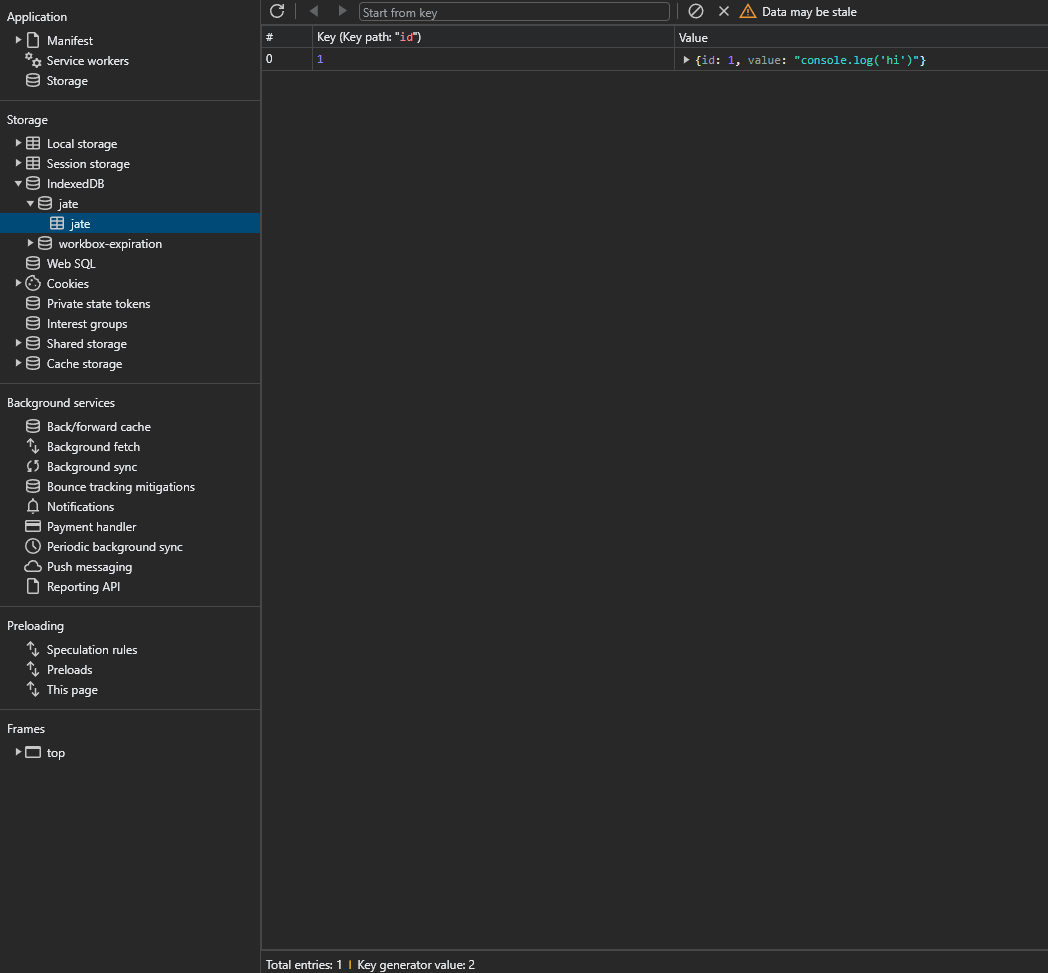 Application
Manifest
Service workers
Storage
Storage
Local storage
Session storage
IndexedDB
jate
jate
workbox-expiration
Web SQL
Cookies
Private state tokens
Interest groups
Shared storage
Cache storage
Background services
Back/forward cache
Background fetch
Background sync
Bounce tracking mitigations
Notifications
Payment handler
Periodic background sync
Push messaging
Reporting API
Preloading
Speculation rules
Preloads
This page
Frames
top
Start from key
Data may be stale
# Key (Key path: "id") Value
0 1 {id: 1, value: "console.log('hi')"}
Total entries: 1 Key generator value: 2